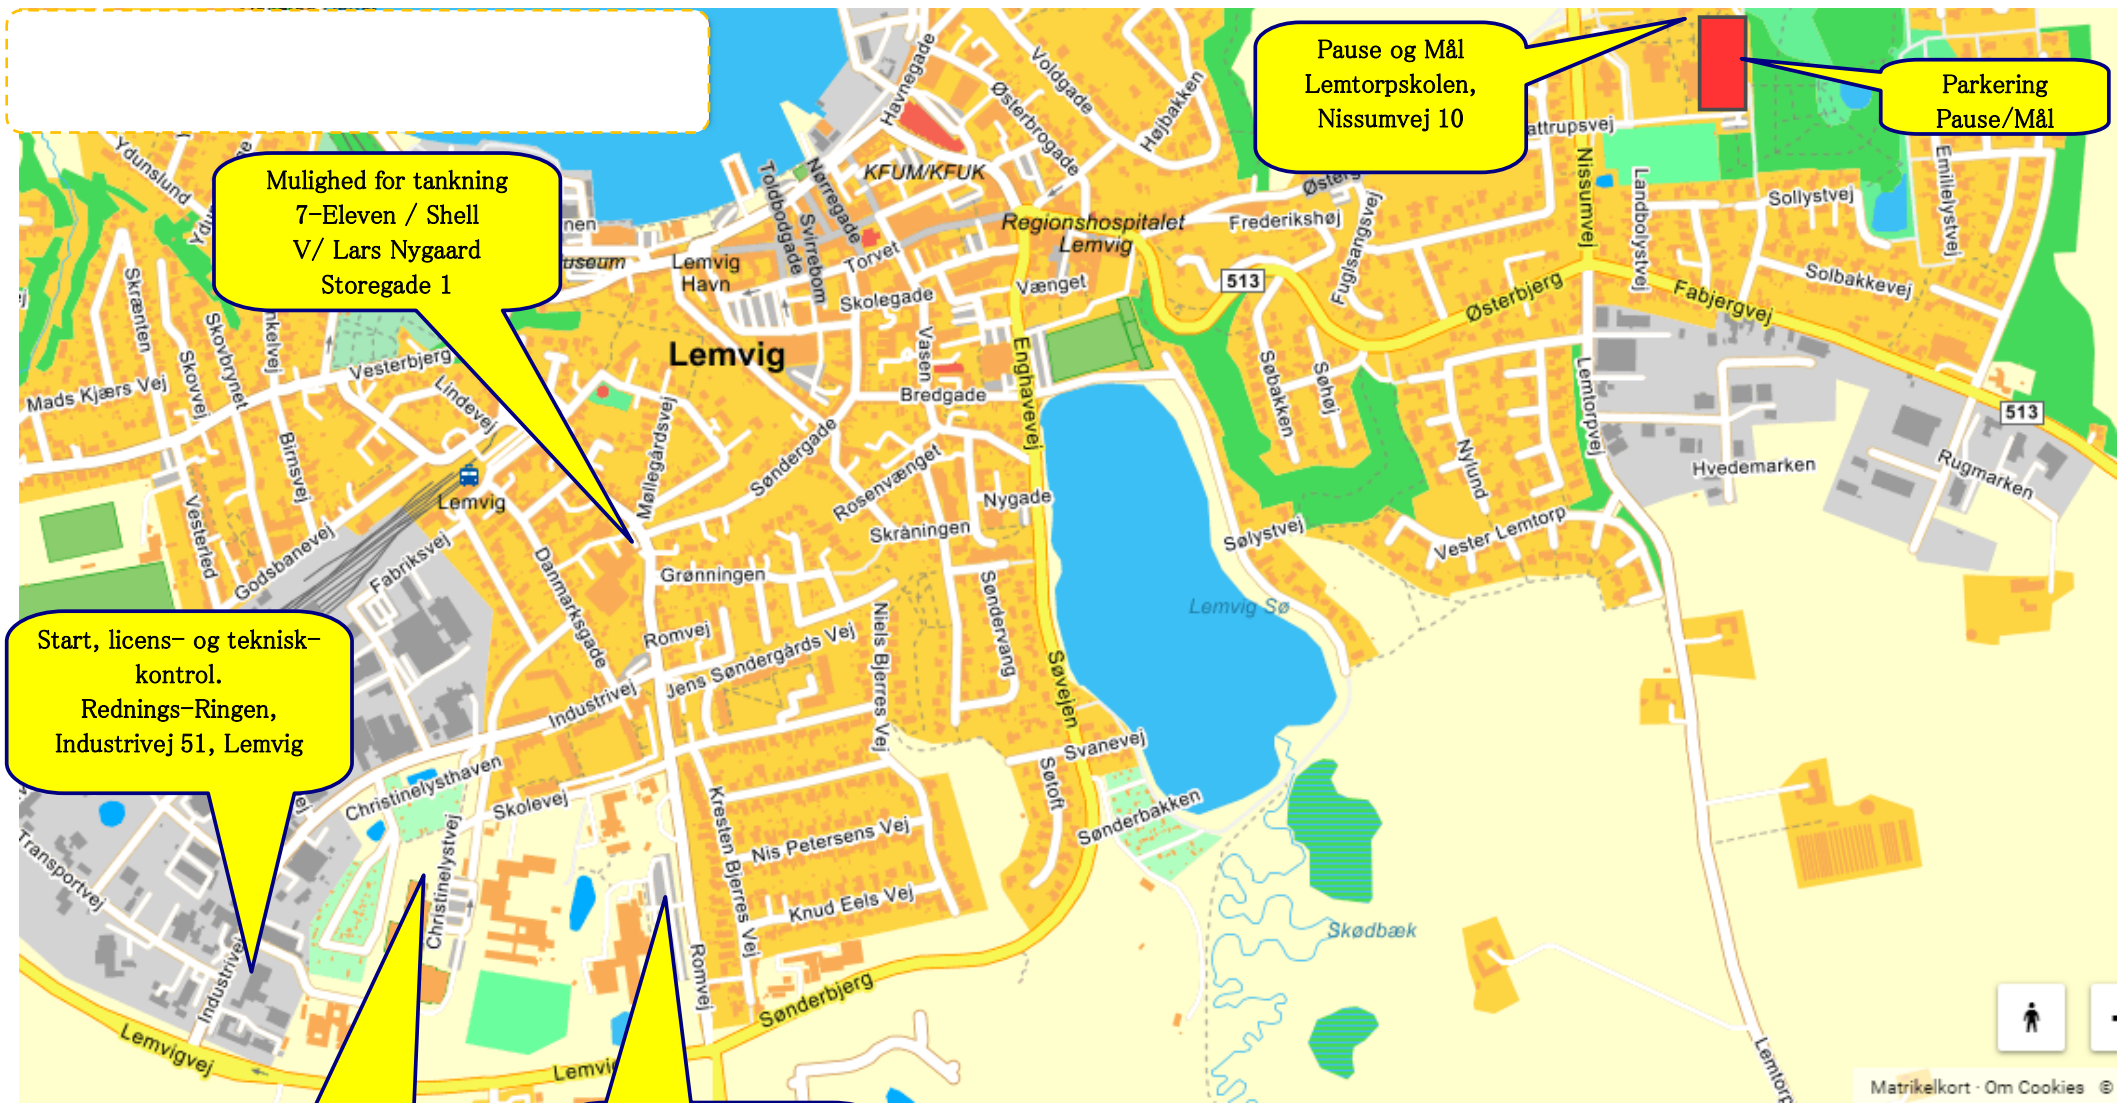 Pause og Mål
Lemtorpskolen,
Nissumvej 10
Parkering
Pause/Mål
Mulighed for tankning
7-Eleven / Shell
V/ Lars Nygaard
Storegade 1
Start, licens- og teknisk-
kontrol.
Rednings-Ringen,
Industrivej 51, Lemvig
Ydunslund
Havnegade
Voldgade
Østerbrogade
Højbakken
KFUM/KFUK
Toldbodgade
Nørregade
Svirrebom
Torvet
Regionshospitalet
Lemvig
Frederikshøj
Fuglsangsvej
Nissumvej
Landbolystvej
Sollystvej
Emilielystvej
Solbakkevej
Lemvig
Havn
Skolegade
Vænget
513
Østerbjerg
Fabjergvej
Skrænten
Skovbrynet
Skovvej
Vesterbjerg
Lindevej
Mads Kjærs Vej
Birnsvej
Lemvig
Vasen
Bredgade
Enghavevej
Søbakken
Søhøj
Lemtorpvej
513
Hvedemarken
Rugmarken
Nylund
Møllegårdsvej
Søndergade
Rosenvænget
Nygade
Skråningen
Sølystvej
Vester Lemtorp
Lemvig
Vesterled
Godsbanevej
Fabriksvej
Danmarksgade
Grønningen
Romvej
Jens Søndergårds Vej
Niels Bjerres Vej
Søndervang
Lemvig Sø
Søvejen
Industrivej
Svanevej
Søtoft
Sønderbakken
Christinelysthaven
Skolevej
Christinelystvej
Kresten Bjerres Vej
Nis Petersens Vej
Knud Eels Vej
Transportvej
Industrivej
Romvej
Sønderbjerg
Skødbæk
Lemvigvej
Matrikelkort · Om Cookies ©